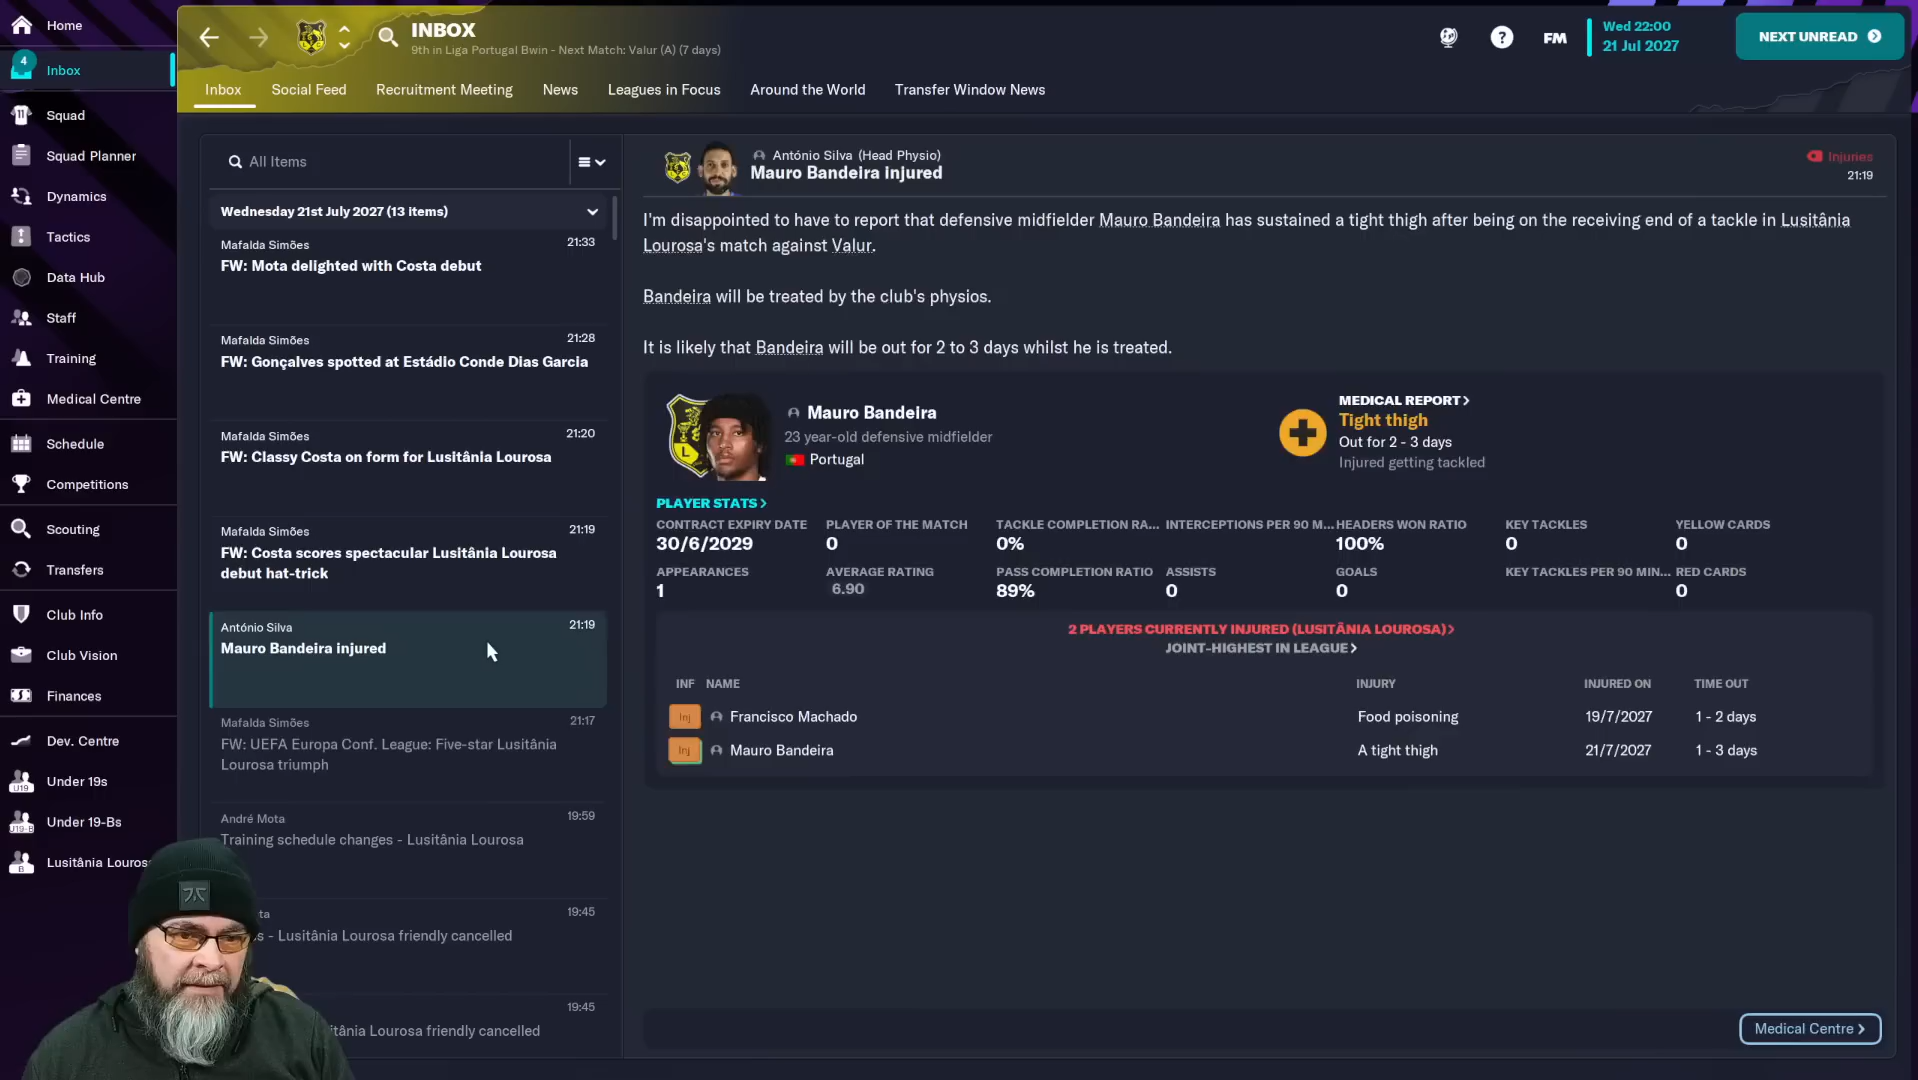 Home
4
Inbox
Squad
Squad Planner
Dynamics
Tactics
Data Hub
Staff
Training
Medical Centre
Schedule
Competitions
Scouting
Transfers
Club Info
Club Vision
Finances
Dev. Centre
U19
Under 19s
U19-B
Under 19-Bs
B
Lusitânia Louros
INBOX
9th in Liga Portugal Bwin - Next Match: Valur (A) (7 days)
?
FM
Wed 22:00
21 Jul 2027
NEXT UNREAD
Inbox
Social Feed
Recruitment Meeting
News
Leagues in Focus
Around the World
Transfer Window News
All Items
Wednesday 21st July 2027 (13 items)
Mafalda Simões 21:33
FW: Mota delighted with Costa debut
Mafalda Simões 21:28
FW: Gonçalves spotted at Estádio Conde Dias Garcia
Mafalda Simões 21:20
FW: Classy Costa on form for Lusitânia Lourosa
Mafalda Simões 21:19
FW: Costa scores spectacular Lusitânia Lourosa
debut hat-trick
António Silva 21:19
Mauro Bandeira injured
Mafalda Simões 21:17
FW: UEFA Europa Conf. League: Five-star Lusitânia
Lourosa triumph
André Mota 19:59
Training schedule changes - Lusitânia Lourosa
ta 19:45
s - Lusitânia Lourosa friendly cancelled
19:45
itânia Lourosa friendly cancelled
António Silva (Head Physio)
Mauro Bandeira injured
Injuries
21:19
I'm disappointed to have to report that defensive midfielder Mauro Bandeira has sustained a tight thigh after being on the receiving end of a tackle in Lusitânia
Lourosa's match against Valur.
Bandeira will be treated by the club's physios.
It is likely that Bandeira will be out for 2 to 3 days whilst he is treated.
Mauro Bandeira
23 year-old defensive midfielder
Portugal
MEDICAL REPORT
Tight thigh
Out for 2 - 3 days
Injured getting tackled
PLAYER STATS
CONTRACT EXPIRY DATE PLAYER OF THE MATCH TACKLE COMPLETION RA... INTERCEPTIONS PER 90 M... HEADERS WON RATIO KEY TACKLES YELLOW CARDS
30/6/2029 0 0% 100% 0 0
APPEARANCES AVERAGE RATING PASS COMPLETION RATIO ASSISTS GOALS KEY TACKLES PER 90 MIN... RED CARDS
1 6.90 89% 0 0 0
2 PLAYERS CURRENTLY INJURED (LUSITÂNIA LOUROSA)
JOINT-HIGHEST IN LEAGUE
INF NAME INJURY INJURED ON TIME OUT
Inj Francisco Machado Food poisoning 19/7/2027 1 - 2 days
Inj Mauro Bandeira A tight thigh 21/7/2027 1 - 3 days
Medical Centre